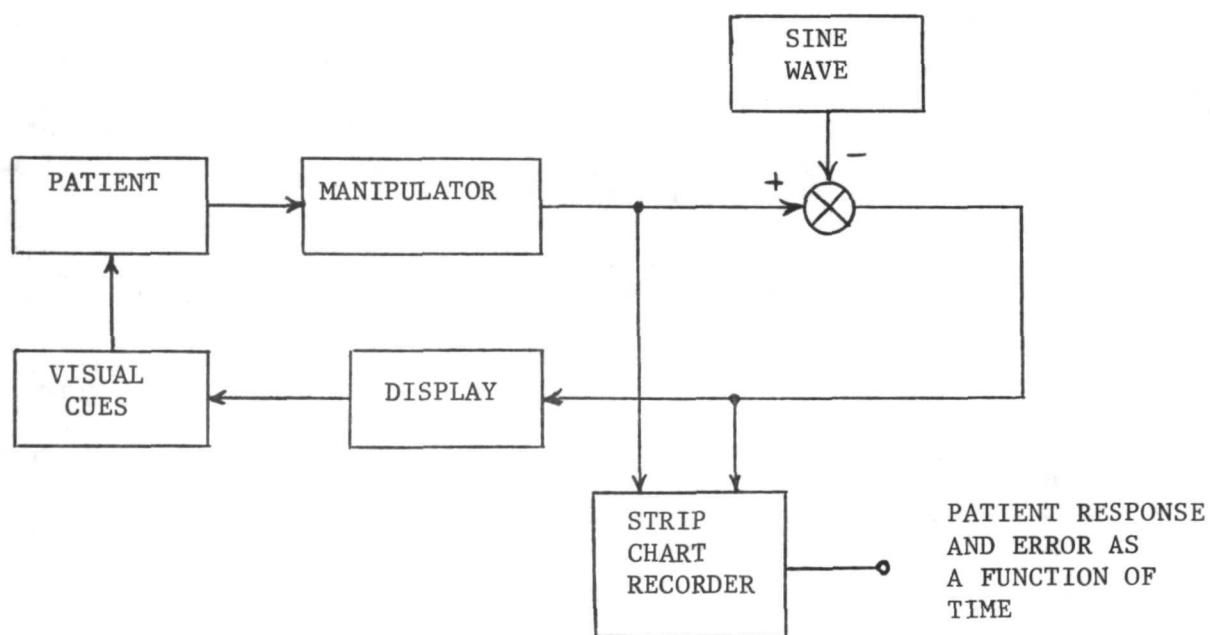 SINE
WAVE
PATIENT
MANIPULATOR
+
−
VISUAL
CUES
DISPLAY
STRIP
CHART
RECORDER
PATIENT RESPONSE
AND ERROR AS
A FUNCTION OF
TIME